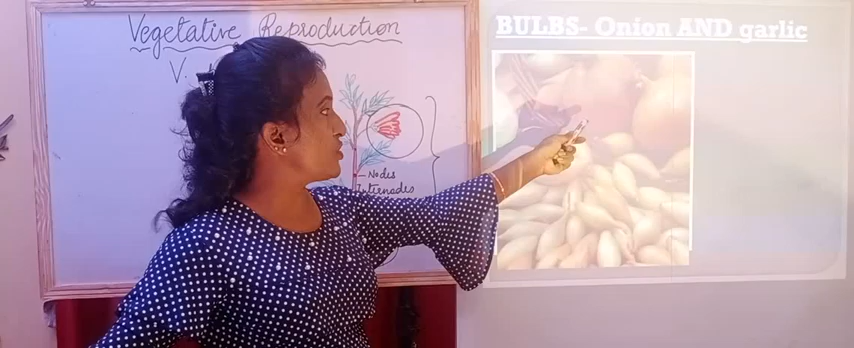 Vegetative Reproduction
V.
Nodes
Internodes
BULBS- Onion AND garlic